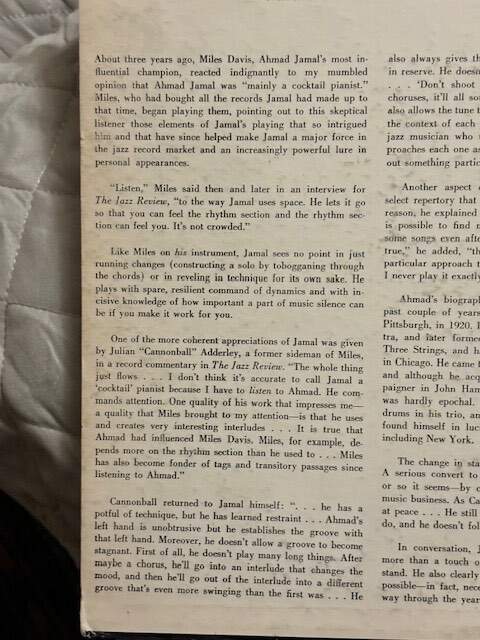 About three years ago, Miles Davis, Ahmad Jamal's most in-
fluential champion, reacted indignantly to my mumbled
opinion that Ahmad Jamal was "mainly a cocktail pianist."
Miles, who had bought all the records Jamal had made up
to that time, began playing them, pointing out to this skeptical
listener those elements of Jamal's playing that so intrigued
him and that have since helped make Jamal a major force in
the jazz record market and an increasingly powerful lure in
personal appearances.
"Listen," Miles said then and later in an interview for
The Jazz Review, "to the way Jamal uses space. He lets it go
so that you can feel the rhythm section and the rhythm sec-
tion can feel you. It's not crowded."
Like Miles on his instrument, Jamal sees no point in just
running changes (constructing a solo by tobogganing through
the chords) or in reveling in technique for its own sake. He
plays with spare, resilient command of dynamics and with in-
cisive knowledge of how important a part of music silence can
be if you make it work for you.
One of the more coherent appreciations of Jamal was given
by Julian "Cannonball" Adderley, a former sideman of Miles,
in a record commentary in The Jazz Review. "The whole thing
just flows . . . I don't think it's accurate to call Jamal a
'cocktail' pianist because I have to listen to Ahmad. He com-
mands attention. One quality of his work that impresses me—
a quality that Miles brought to my attention—is that he uses
and creates very interesting interludes . . . It is true that
Ahmad had influenced Miles Davis. Miles, for example, de-
pends more on the rhythm section than he used to . . . Miles
has also become fonder of tags and transitory passages since
listening to Ahmad."
Cannonball returned to Jamal himself: ". . . he has a
potful of technique, but he has learned restraint . . . Ahmad's
left hand is unobtrusive but he establishes the groove with
that left hand. Moreover, he doesn't allow a groove to become
stagnant. First of all, he doesn't play many long things. After
maybe a chorus, he'll go into an interlude that changes the
mood, and then he'll go out of the interlude into a different
groove that's even more swinging than the first was . . . He
also always gives th
in reserve. He doesn
. . . 'Don't shoot
choruses, it'll all so
also allows the tune t
the context of each
jazz musician who
proaches each one as
out something partic
Another aspect
select repertory that
reason, he explained
is possible to find n
some songs even afte
true," he added, "th
particular approach t
I never play it exactly
Ahmad's biograph
past couple of years
Pittsburgh, in 1920. I
tra, and later formed
Three Strings, and h
in Chicago. He came t
and although he acq
paigner in John Ham
was hardly epochal.
drums in his trio, an
found himself in luc
including New York.
The change in sta
A serious convert to
or so it seems—by c
music business. As Ca
at peace . . . He still
do, and he doesn't fol
In conversation, J
more than a touch o
stand. He also clearly
possible—in fact, nece
way through the year